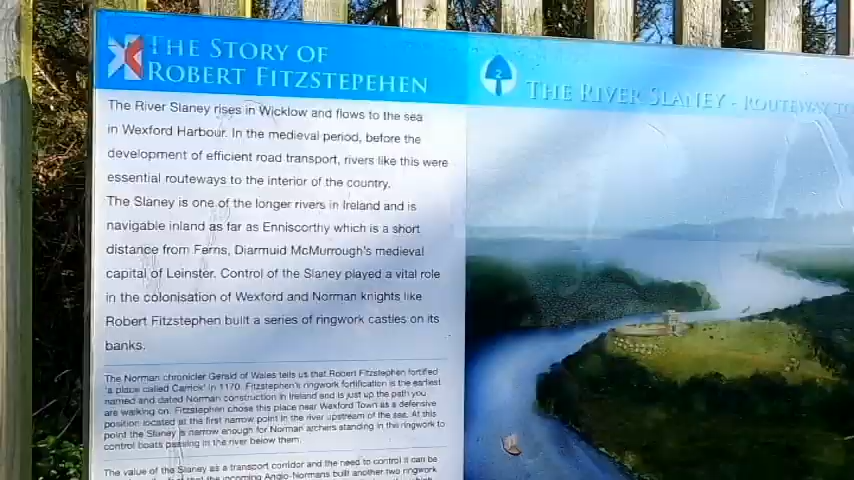 THE STORY OF
ROBERT FITZSTEPEHEN
The River Slaney rises in Wicklow and flows to the sea
in Wexford Harbour. In the medieval period, before the
development of efficient road transport, rivers like this were
essential routeways to the interior of the country.
The Slaney is one of the longer rivers in Ireland and is
navigable inland as far as Enniscorthy which is a short
distance from Ferns, Diarmuid McMurrough's medieval
capital of Leinster. Control of the Slaney played a vital role
in the colonisation of Wexford and Norman knights like
Robert Fitzstephen built a series of ringwork castles on its
banks.
The Norman chronicler Gerald of Wales tells us that Robert Fitzstephen fortified
'a place called Carrick' in 1170. Fitzstephen's ringwork fortification is the earliest
named and dated Norman construction in Ireland and is just up the path you
are walking on. Fitzstephen chose this place near Wexford Town as a defensive
position located at the first narrow point in the river upstream of the sea. At this
point the Slaney is narrow enough for Norman archers standing in the ringwork to
control boats passing in the river below them.
The value of the Slaney as a transport corridor and the need to control it can be
the incoming Anglo-Normans built another two ringwork
2
THE RIVER SLANEY - ROUTEWAY TO